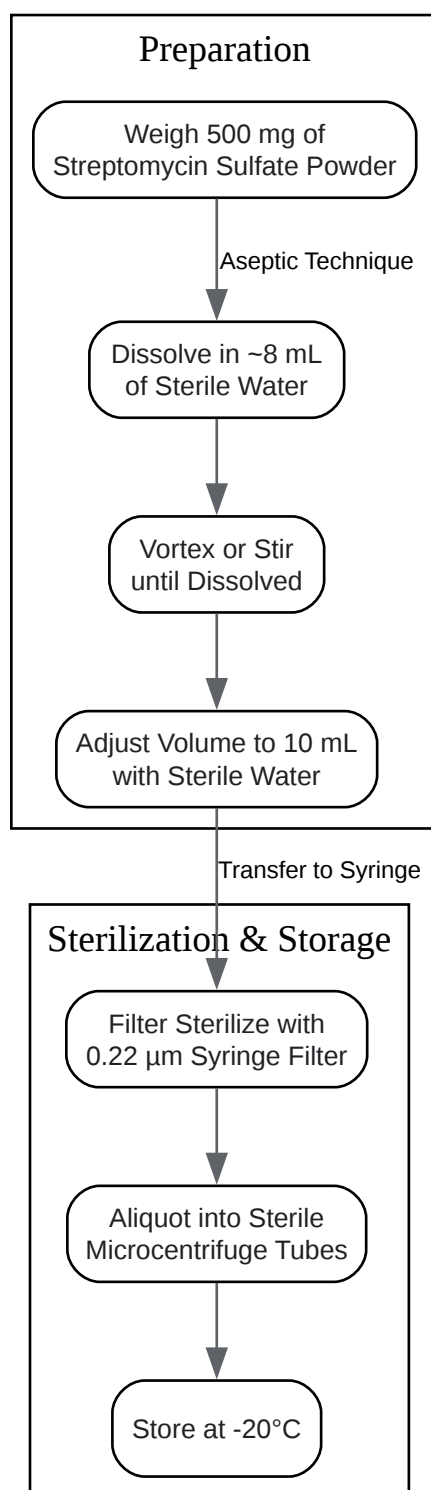 Preparation
Weigh 500 mg of
Streptomycin Sulfate Powder
Aseptic Technique
Dissolve in ~8 mL
of Sterile Water
Vortex or Stir
until Dissolved
Adjust Volume to 10 mL
with Sterile Water
Transfer to Syringe
Sterilization & Storage
Filter Sterilize with
0.22 µm Syringe Filter
Aliquot into Sterile
Microcentrifuge Tubes
Store at -20°C